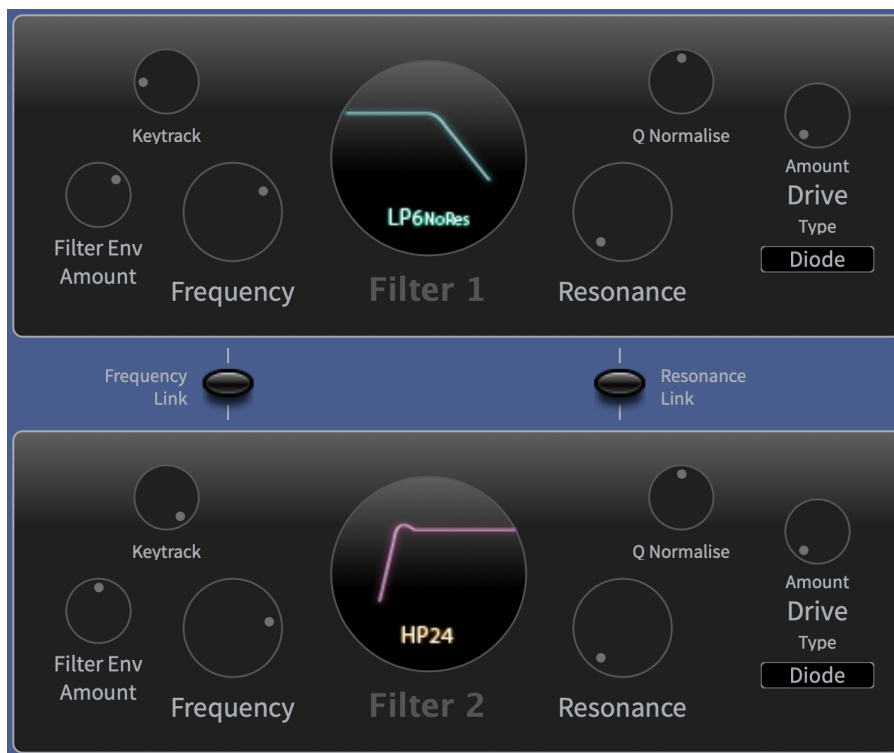 Keytrack
Q Normalise
LP6NoRes
Amount
Drive
Type
Diode
Filter Env
Amount
Frequency
Filter 1
Resonance
Frequency
Link
Resonance
Link
Keytrack
Q Normalise
HP24
Amount
Drive
Type
Diode
Filter Env
Amount
Frequency
Filter 2
Resonance